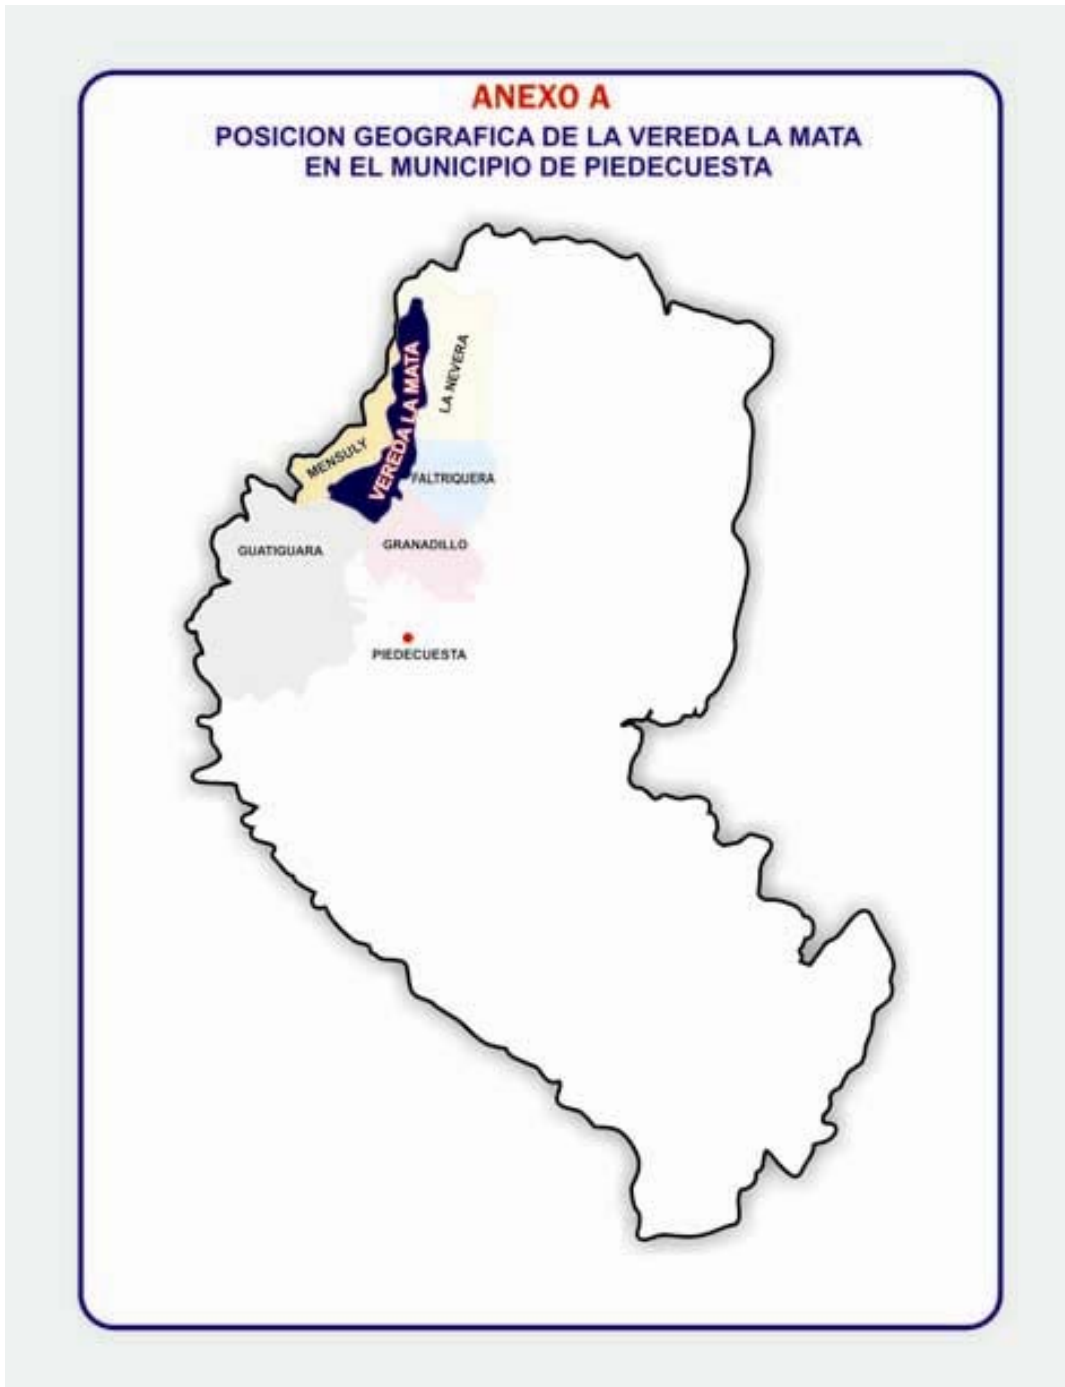 ANEXO A
POSICION GEOGRAFICA DE LA VEREDA LA MATA
EN EL MUNICIPIO DE PIEDECUESTA
LA NEVERA
VEREDA LA MATA
MENSULY
FALTRIQUERA
GUATIGUARA
GRANADILLO
PIEDECUESTA